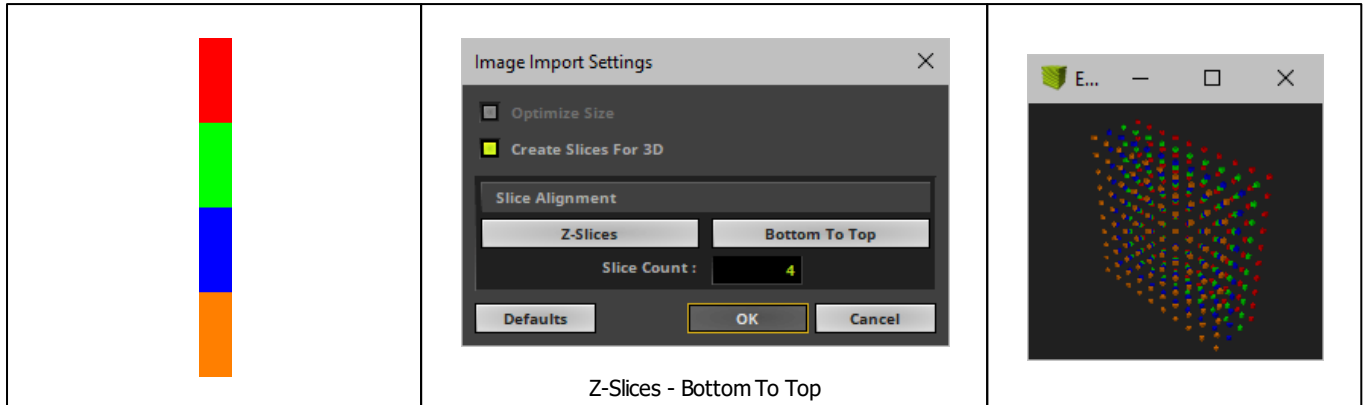 Image Import Settings
Optimize Size
Create Slices For 3D
Slice Alignment
Z-Slices Bottom To Top
Slice Count : 4
Defaults OK Cancel
Z-Slices - Bottom To Top
E...